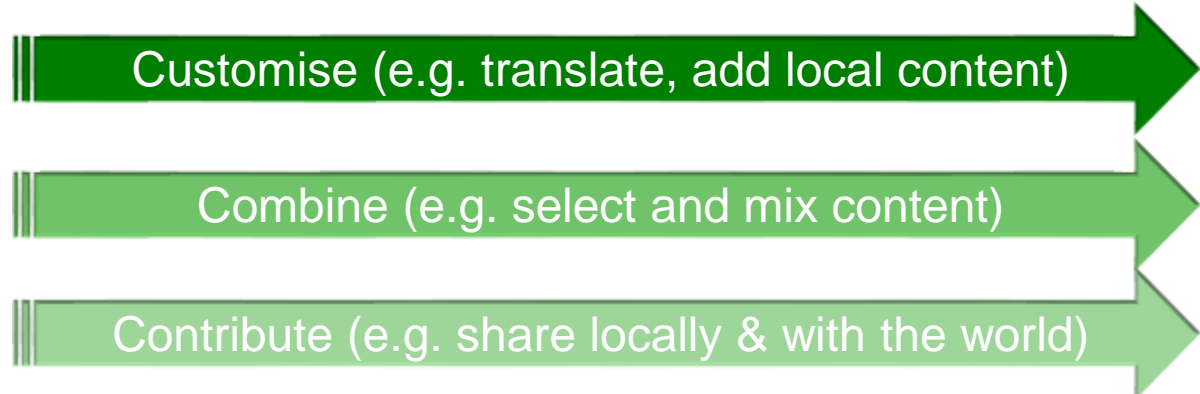 Customise (e.g. translate, add local content)
Combine (e.g. select and mix content)
Contribute (e.g. share locally & with the world)